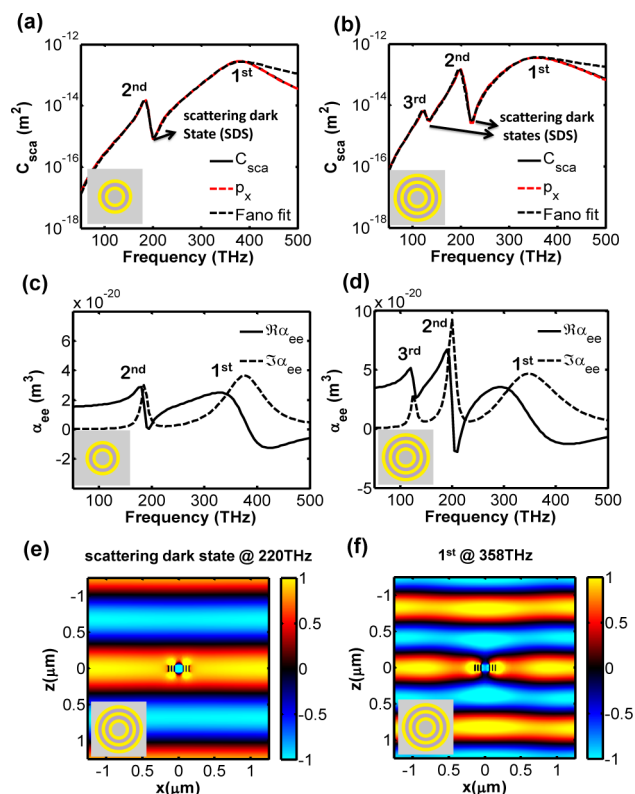 (a)
10⁻¹²
10⁻¹⁴
10⁻¹⁶
10⁻¹⁸
C_sca (m²)
2nd
1st
scattering dark
State (SDS)
C_sca
p_x
Fano fit
100 200 300 400 500
Frequency (THz)
(b)
10⁻¹²
10⁻¹⁴
10⁻¹⁶
10⁻¹⁸
C_sca (m²)
3rd
2nd
1st
scattering dark
states (SDS)
C_sca
p_x
Fano fit
100 200 300 400 500
Frequency (THz)
(c)
x 10⁻²⁰
6
4
2
0
-2
α_ee (m³)
2nd
1st
ℜα_ee
ℑα_ee
100 200 300 400 500
Frequency (THz)
(d)
x 10⁻²⁰
10
5
0
-5
α_ee (m³)
3rd
2nd
1st
ℜα_ee
ℑα_ee
100 200 300 400 500
Frequency (THz)
(e)
scattering dark state @ 220THz
-1
0.5
0
0.5
1
z(μm)
-1 0.5 0 0.5 1
x(μm)
1
0.5
0
-0.5
-1
(f)
1st @ 358THz
-1
0.5
0
0.5
1
z(μm)
-1 0.5 0 0.5 1
x(μm)
1
0.5
0
-0.5
-1